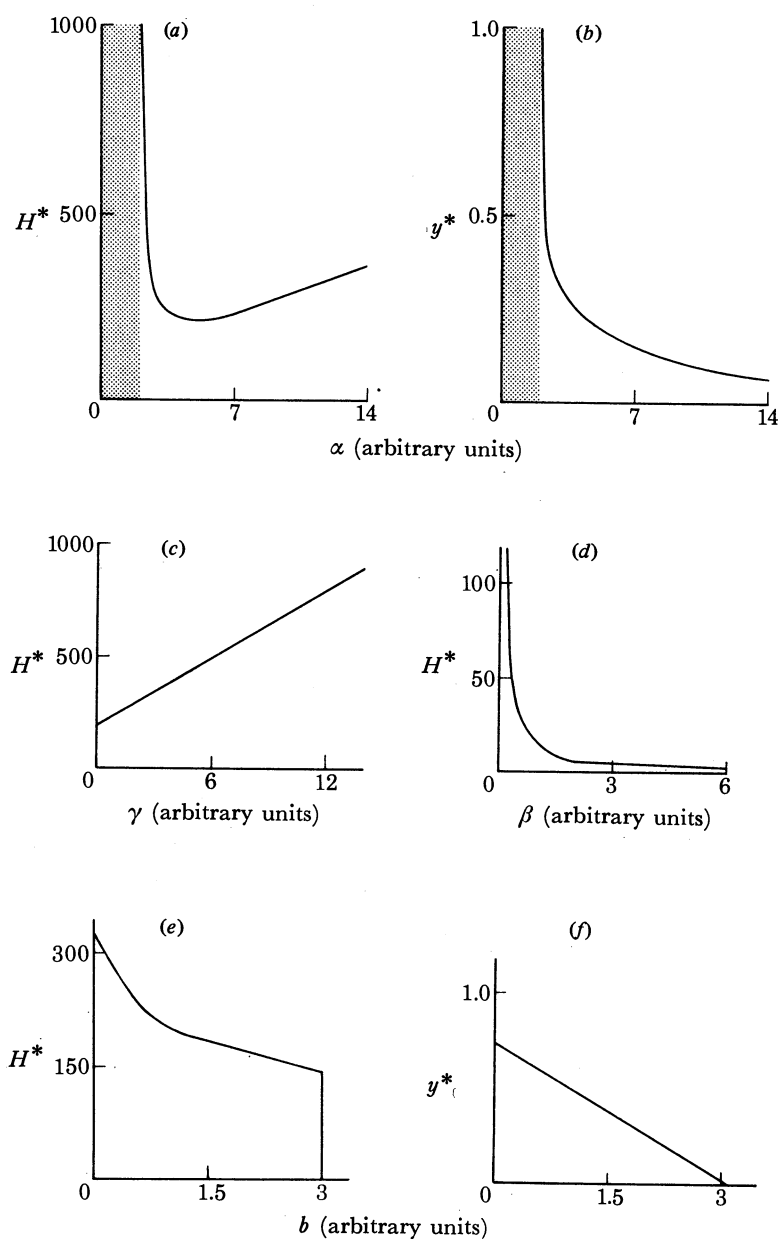 (a)
1000
H* 500
0 7 14
(b)
1.0
y* 0.5
0 7 14
α (arbitrary units)
(c)
1000
H* 500
0 6 12
γ (arbitrary units)
(d)
100
H*
50
0 3 6
β (arbitrary units)
(e)
300
H* 150
0 1.5 3
(f)
1.0
y*
0 1.5 3
b (arbitrary units)